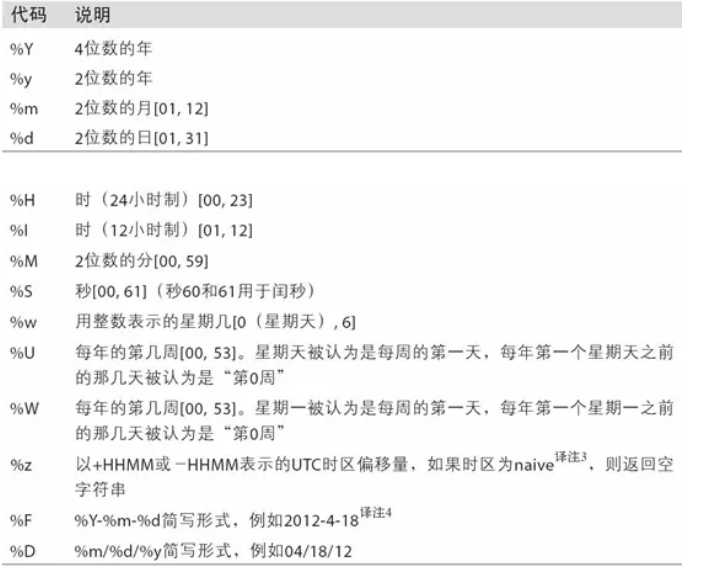 代码 说明
%Y 4位数的年
%y 2位数的年
%m 2位数的月[01, 12]
%d 2位数的日[01, 31]
%H 时（24小时制）[00, 23]
%I 时（12小时制）[01, 12]
%M 2位数的分[00, 59]
%S 秒[00, 61]（秒60和61用于闰秒）
%w 用整数表示的星期几[0（星期天）, 6]
%U 每年的第几周[00, 53]。星期天被认为是每周的第一天，每年第一个星期天之前
的那几天被认为是“第0周”
%W 每年的第几周[00, 53]。星期一被认为是每周的第一天，每年第一个星期一之前
的那几天被认为是“第0周”
%z 以+HHMM或－HHMM表示的UTC时区偏移量，如果时区为naive译注3，则返回空
字符串
%F %Y-%m-%d简写形式，例如2012-4-18译注4
%D %m/%d/%y简写形式，例如04/18/12